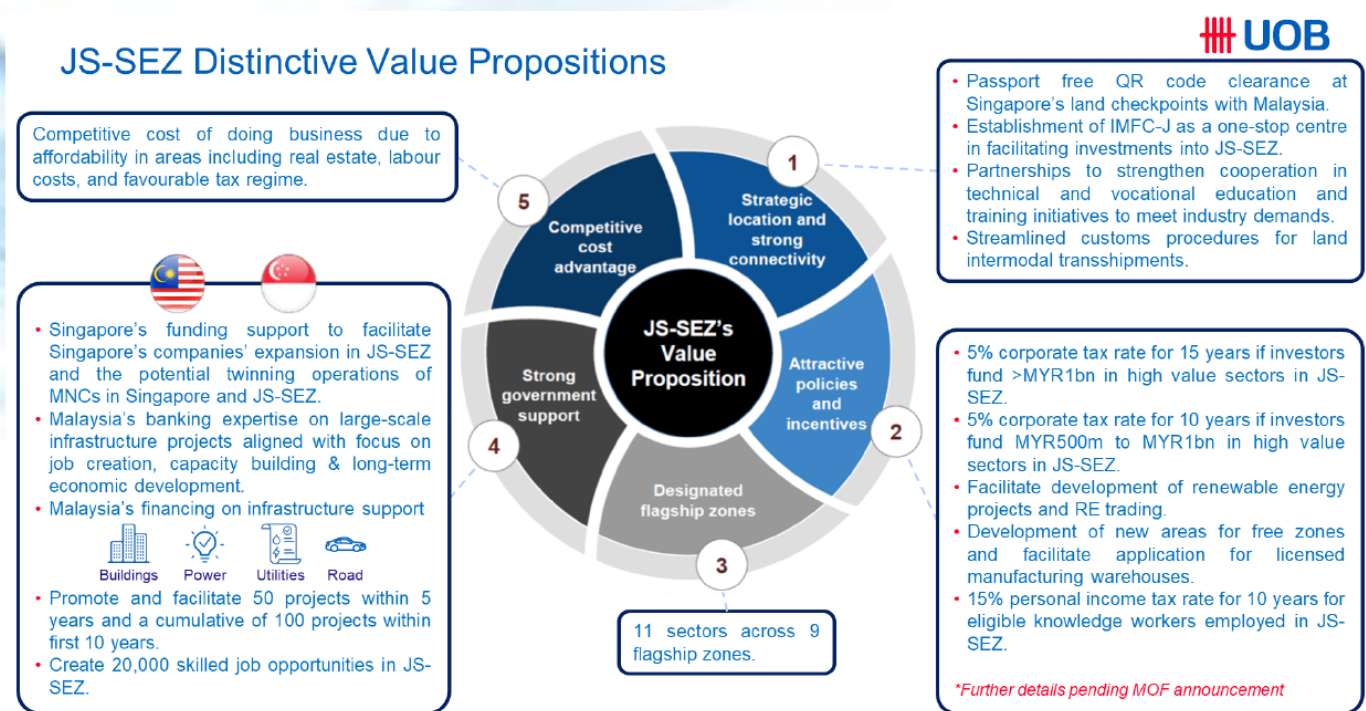 UOB
JS-SEZ Distinctive Value Propositions
Competitive cost of doing business due to
affordability in areas including real estate, labour
costs, and favourable tax regime.
• Passport free QR code clearance at
Singapore's land checkpoints with Malaysia.
• Establishment of IMFC-J as a one-stop centre
in facilitating investments into JS-SEZ.
• Partnerships to strengthen cooperation in
technical and vocational education and
training initiatives to meet industry demands.
• Streamlined customs procedures for land
intermodal transshipments.
1
Strategic
location and
strong
connectivity
5
Competitive
cost
advantage
JS-SEZ's
Value
Proposition
Attractive
policies
and
incentives
2
Strong
government
support
4
Designated
flagship zones
3
• Singapore's funding support to facilitate
Singapore's companies' expansion in JS-SEZ
and the potential twinning operations of
MNCs in Singapore and JS-SEZ.
• Malaysia's banking expertise on large-scale
infrastructure projects aligned with focus on
job creation, capacity building & long-term
economic development.
• Malaysia's financing on infrastructure support
Buildings Power Utilities Road
• Promote and facilitate 50 projects within 5
years and a cumulative of 100 projects within
first 10 years.
• Create 20,000 skilled job opportunities in JS-
SEZ.
11 sectors across 9
flagship zones.
• 5% corporate tax rate for 15 years if investors
fund >MYR1bn in high value sectors in JS-
SEZ.
• 5% corporate tax rate for 10 years if investors
fund MYR500m to MYR1bn in high value
sectors in JS-SEZ.
• Facilitate development of renewable energy
projects and RE trading.
• Development of new areas for free zones
and facilitate application for licensed
manufacturing warehouses.
• 15% personal income tax rate for 10 years for
eligible knowledge workers employed in JS-
SEZ.
*Further details pending MOF announcement